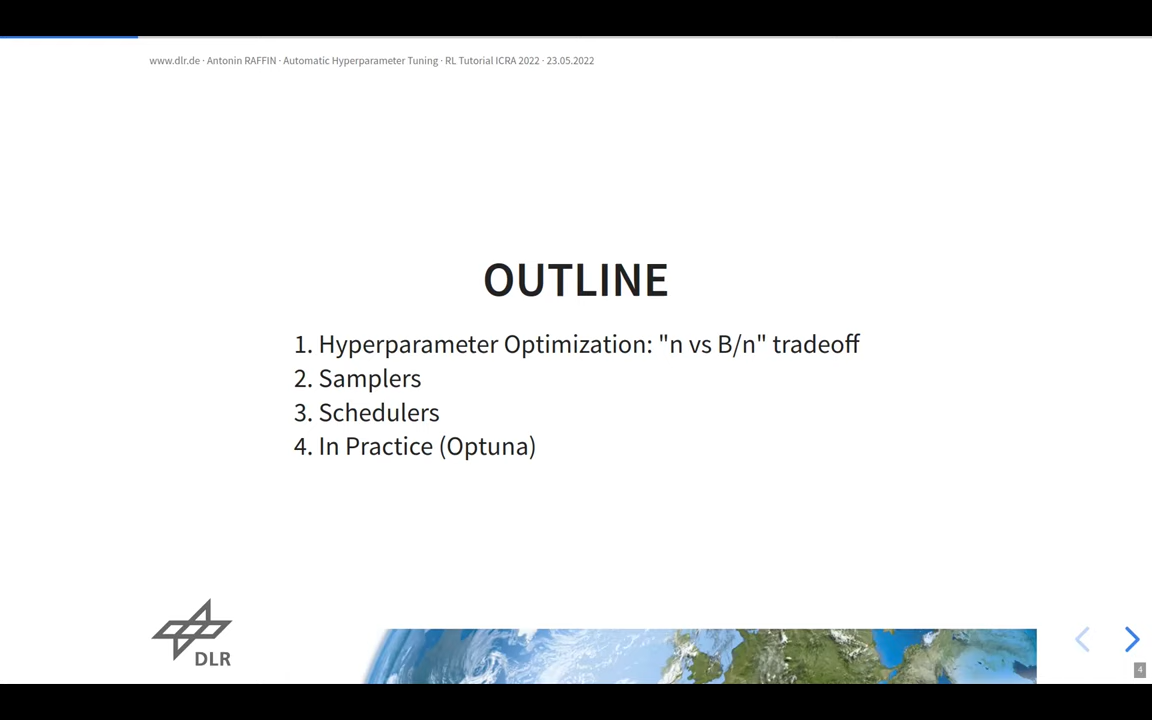 www.dlr.de · Antonin RAFFIN · Automatic Hyperparameter Tuning · RL Tutorial ICRA 2022 · 23.05.2022
OUTLINE
1. Hyperparameter Optimization: "n vs B/n" tradeoff
2. Samplers
3. Schedulers
4. In Practice (Optuna)
DLR
4